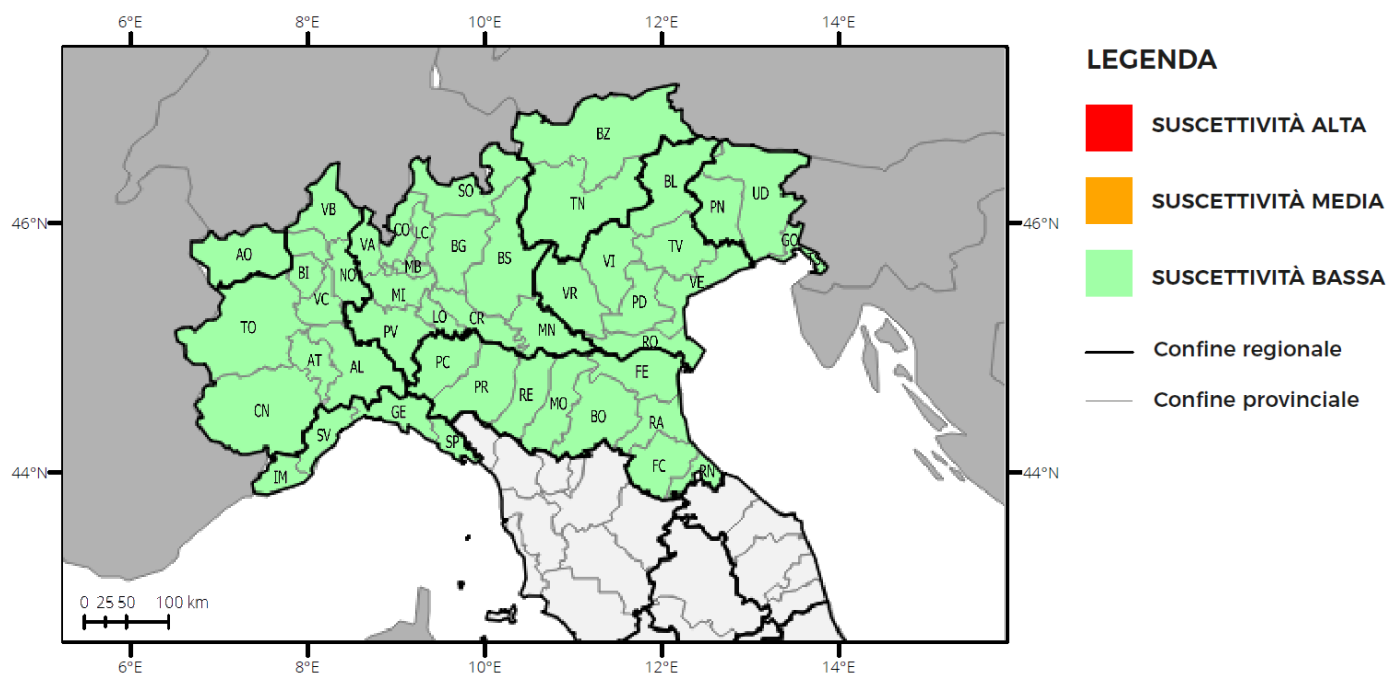 6°E 8°E 10°E 12°E 14°E
LEGENDA
SUSCETTIVITÀ ALTA
SUSCETTIVITÀ MEDIA
SUSCETTIVITÀ BASSA
Confine regionale
Confine provinciale
BZ
SO BL UD
VB TN PN
46°N 46°N
CO LC VA GO
AO BG TV
BI NO MB BS VI VE
VC MI VR PD
TO LO CR MN
PV RO
AT AL PC FE
PR RE MO
CN GE BO RA
SV SP
IM FC RN
44°N 44°N
0 25 50 100 km
6°E 8°E 10°E 12°E 14°E